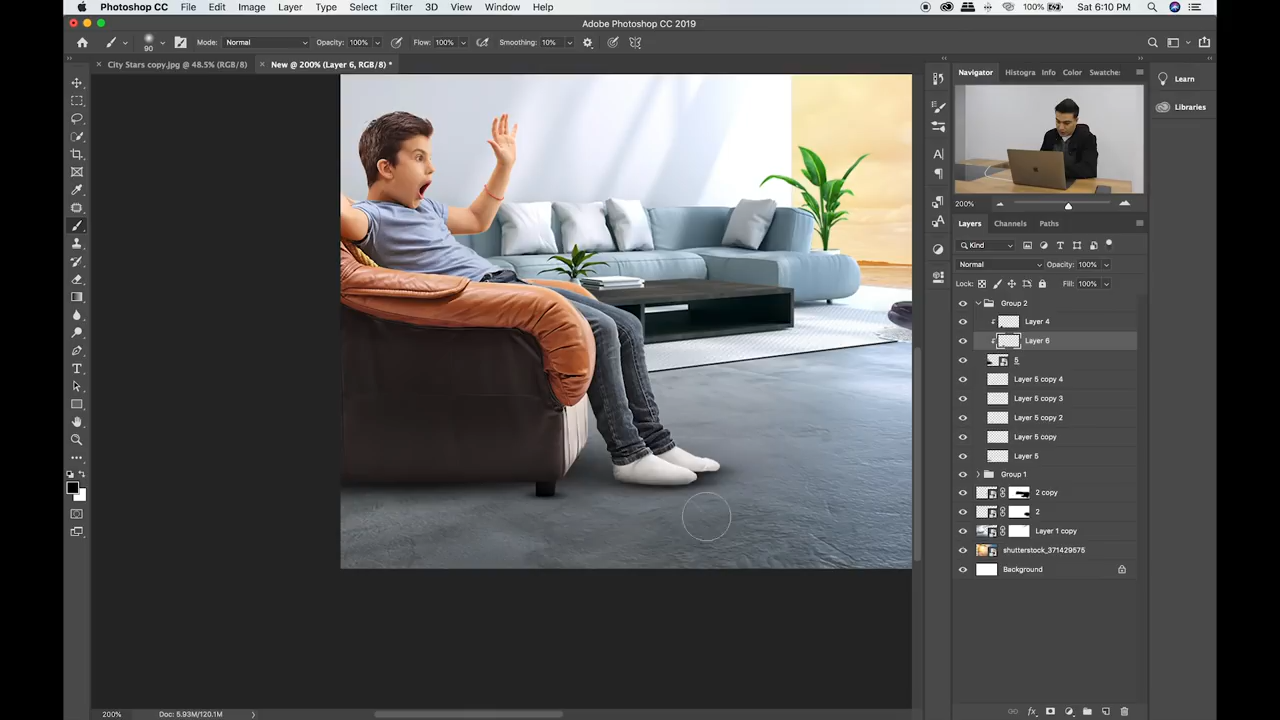 Photoshop CC File Edit Image Layer Type Select Filter 3D View Window Help 100% Sat 6:10 PM
Adobe Photoshop CC 2019
90 Mode: Normal Opacity: 100% Flow: 100% Smoothing: 10%
City Stars copy.jpg @ 48.5% (RGB/8) New @ 200% (Layer 6, RGB/8) *
Navigator Histogra Info Color Swatche
Learn
Libraries
200%
Layers Channels Paths
Kind
Normal Opacity: 100%
Lock: Fill: 100%
Group 2
Layer 4
Layer 6
5
Layer 5 copy 4
Layer 5 copy 3
Layer 5 copy 2
Layer 5 copy
Layer 5
Group 1
2 copy
2
Layer 1 copy
shutterstock_371429575
Background
200% Doc: 5.93M/120.1M